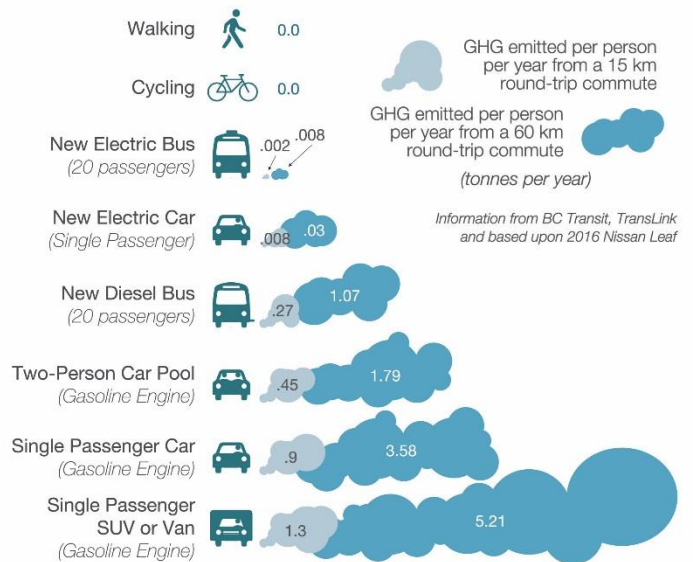 Walking
0.0
Cycling
0.0
New Electric Bus
(20 passengers)
.002
.008
New Electric Car
(Single Passenger)
.008
.03
New Diesel Bus
(20 passengers)
.27
1.07
Two-Person Car Pool
(Gasoline Engine)
.45
1.79
Single Passenger Car
(Gasoline Engine)
.9
3.58
Single Passenger
SUV or Van
(Gasoline Engine)
1.3
5.21
GHG emitted per person
per year from a 15 km
round-trip commute
GHG emitted per person
per year from a 60 km
round-trip commute
(tonnes per year)
Information from BC Transit, TransLink
and based upon 2016 Nissan Leaf